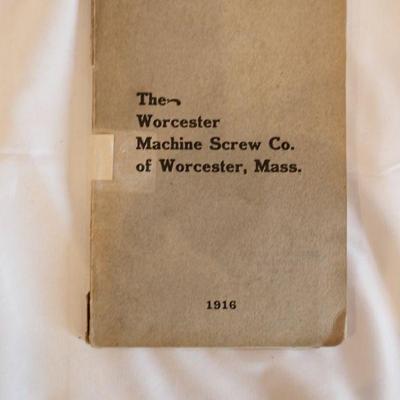 The
Worcester
Machine Screw Co.
of Worcester, Mass.
1916